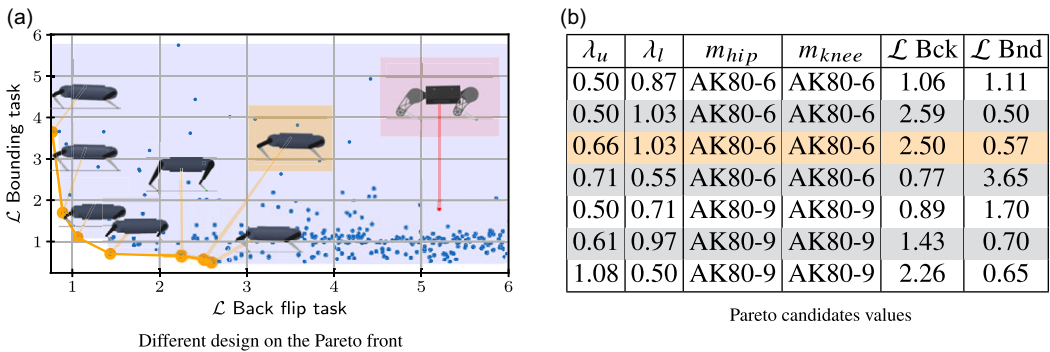 (a)
6
5
4
3
2
1
ℒ Bounding task
1 2 3 4 5 6
ℒ Back flip task
Different design on the Pareto front
(b)
λ_u λ_l m_hip m_knee ℒ Bck ℒ Bnd
0.50 0.87 AK80-6 AK80-6 1.06 1.11
0.50 1.03 AK80-6 AK80-6 2.59 0.50
0.66 1.03 AK80-6 AK80-6 2.50 0.57
0.71 0.55 AK80-6 AK80-6 0.77 3.65
0.50 0.71 AK80-9 AK80-9 0.89 1.70
0.61 0.97 AK80-9 AK80-9 1.43 0.70
1.08 0.50 AK80-9 AK80-9 2.26 0.65
Pareto candidates values